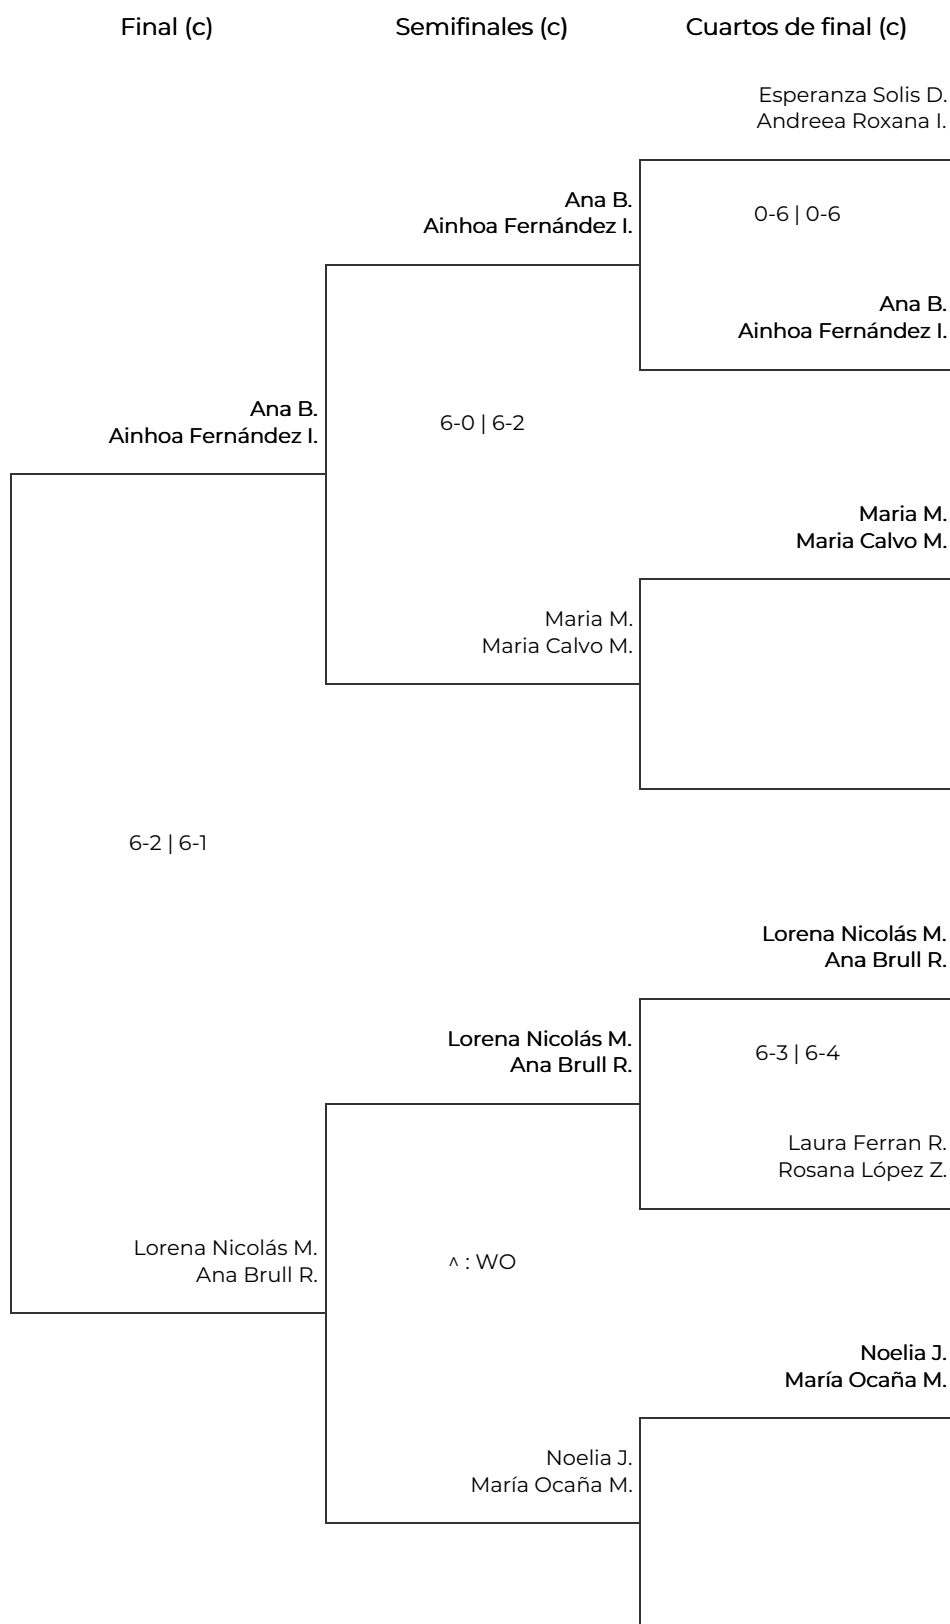 Final (c)
Semifinales (c)
Cuartos de final (c)
Esperanza Solis D.
Andreea Roxana I.
Ana B.
Ainhoa Fernández I.
0-6 | 0-6
Ana B.
Ainhoa Fernández I.
Ana B.
Ainhoa Fernández I.
6-0 | 6-2
Maria M.
Maria Calvo M.
Maria M.
Maria Calvo M.
6-2 | 6-1
Lorena Nicolás M.
Ana Brull R.
Lorena Nicolás M.
Ana Brull R.
6-3 | 6-4
Laura Ferran R.
Rosana López Z.
Lorena Nicolás M.
Ana Brull R.
^ : WO
Noelia J.
María Ocaña M.
Noelia J.
María Ocaña M.